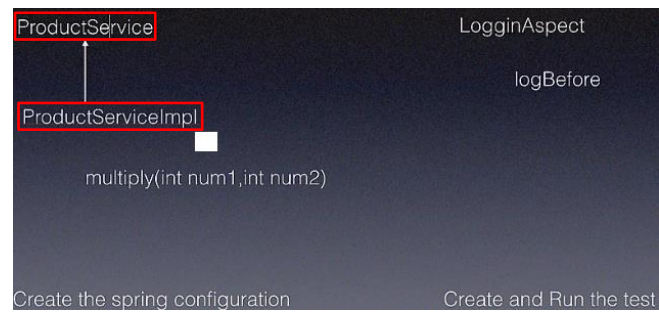 ProductService
LogginAspect
logBefore
ProductServiceImpl
multiply(int num1,int num2)
Create the spring configuration
Create and Run the test